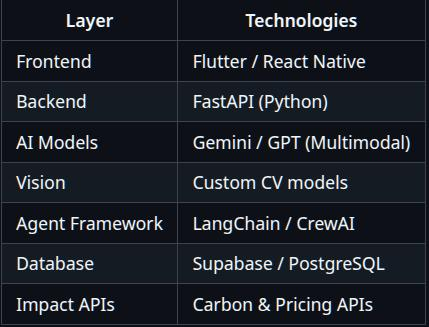 Layer Technologies
Frontend Flutter / React Native
Backend FastAPI (Python)
AI Models Gemini / GPT (Multimodal)
Vision Custom CV models
Agent Framework LangChain / CrewAI
Database Supabase / PostgreSQL
Impact APIs Carbon & Pricing APIs